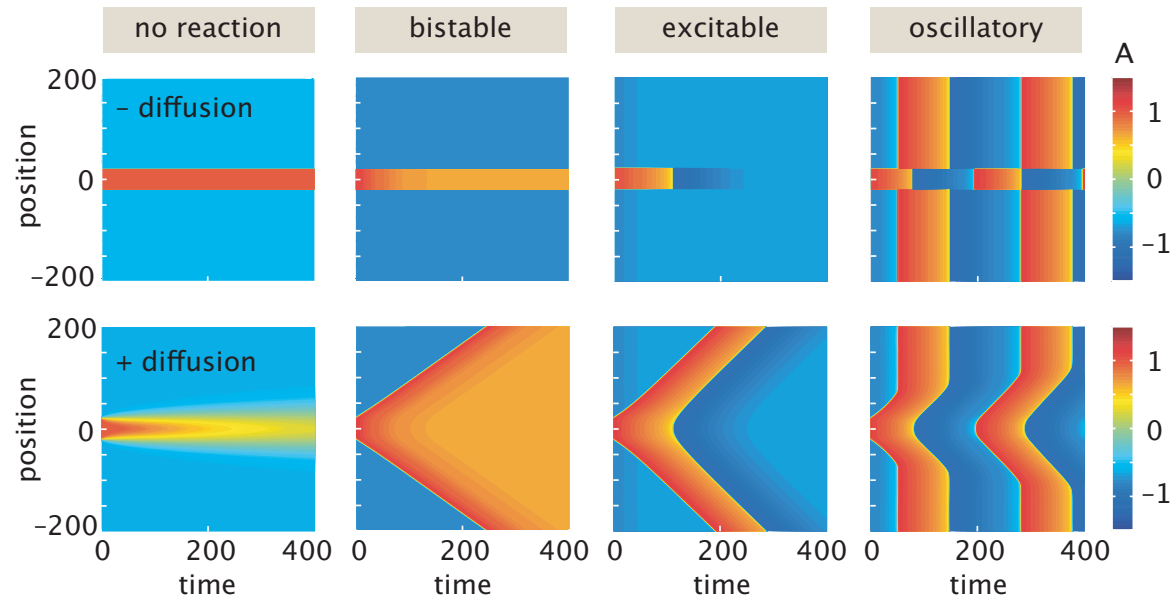 no reaction
bistable
excitable
oscillatory
A
200
0
−200
position
− diffusion
1
0
−1
200
0
−200
position
+ diffusion
1
0
−1
0 200 400
0 200 400
0 200 400
0 200 400
time
time
time
time